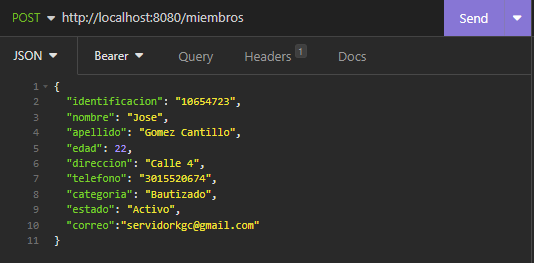 POST http://localhost:8080/miembros Send
JSON Bearer Query Headers 1 Docs
1 {
2 "identificacion": "10654723",
3 "nombre": "Jose",
4 "apellido": "Gomez Cantillo",
5 "edad": 22,
6 "direccion": "Calle 4",
7 "telefono": "3015520674",
8 "categoria": "Bautizado",
9 "estado": "Activo",
10 "correo":"servidorkgc@gmail.com"
11 }